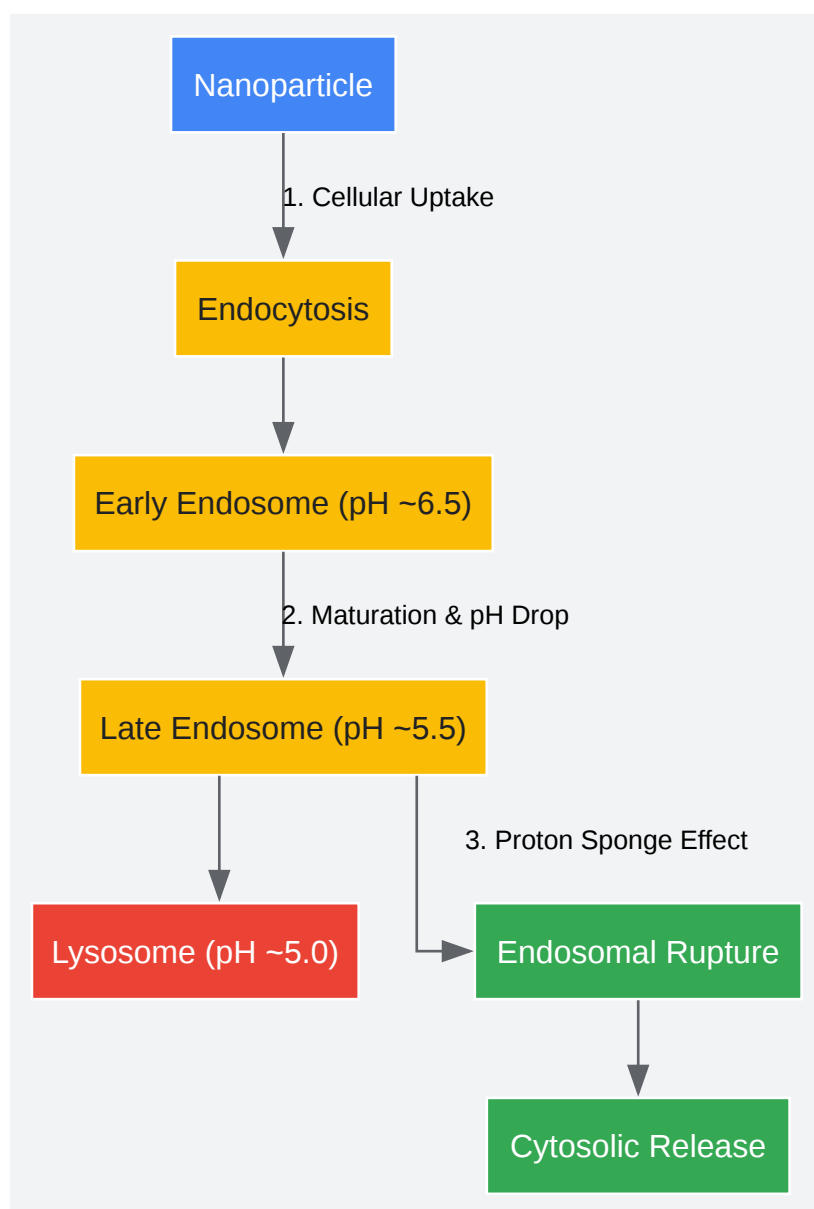 Nanoparticle
1. Cellular Uptake
Endocytosis
Early Endosome (pH ~6.5)
2. Maturation & pH Drop
Late Endosome (pH ~5.5)
3. Proton Sponge Effect
Lysosome (pH ~5.0)
Endosomal Rupture
Cytosolic Release